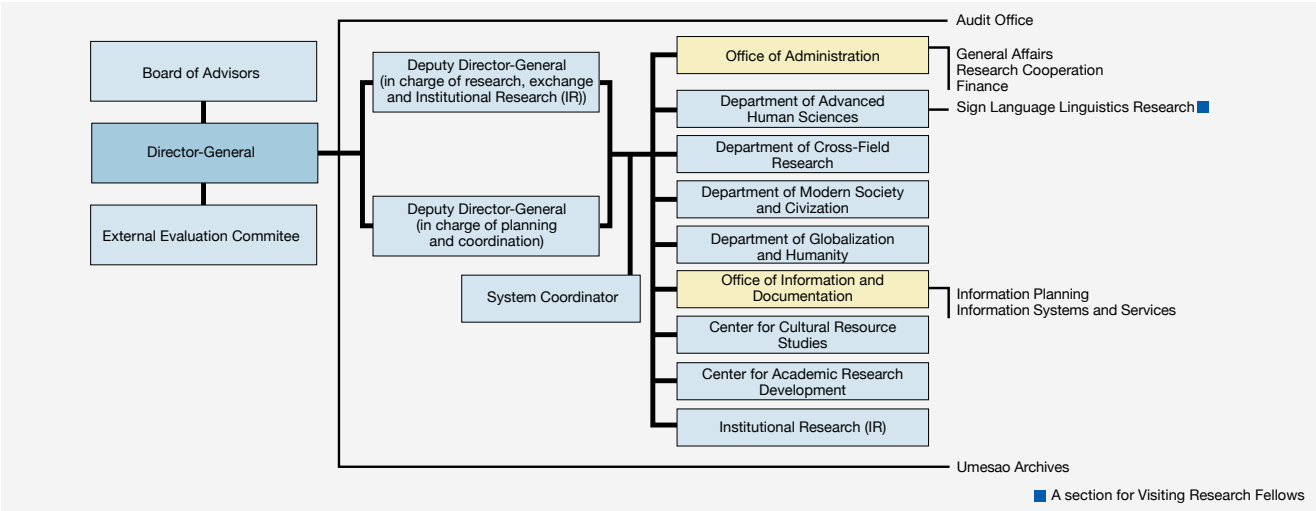 Audit Office
Board of Advisors
Director-General
External Evaluation Commitee
Deputy Director-General
(in charge of research, exchange
and Institutional Research (IR))
Deputy Director-General
(in charge of planning
and coordination)
System Coordinator
Office of Administration
General Affairs
Research Cooperation
Finance
Department of Advanced
Human Sciences
Sign Language Linguistics Research
Department of Cross-Field
Research
Department of Modern Society
and Civization
Department of Globalization
and Humanity
Office of Information and
Documentation
Information Planning
Information Systems and Services
Center for Cultural Resource
Studies
Center for Academic Research
Development
Institutional Research (IR)
Umesao Archives
A section for Visiting Research Fellows